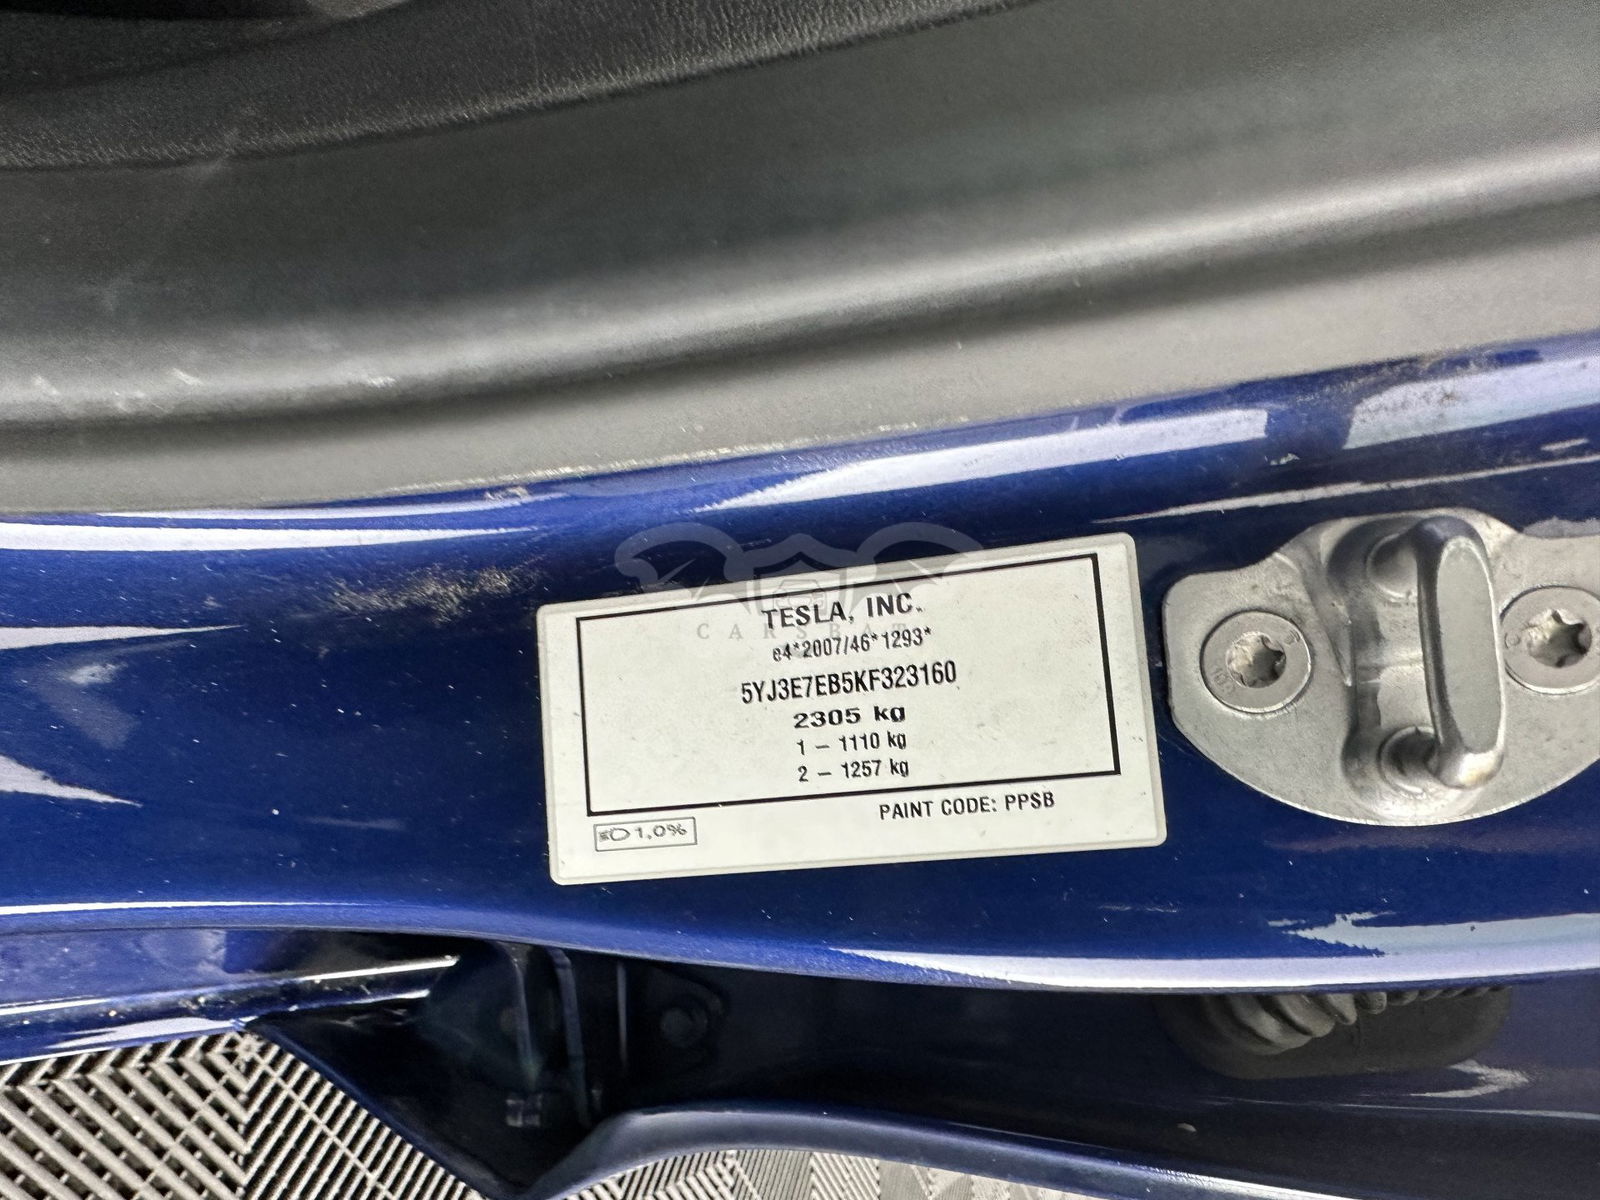 TESLA, INC.
CARSBAT
e4*2007/46*1293*
5YJ3E7EB5KF323160
2305 kg
1 – 1110 kg
2 – 1257 kg
PAINT CODE: PPSB
1,0%